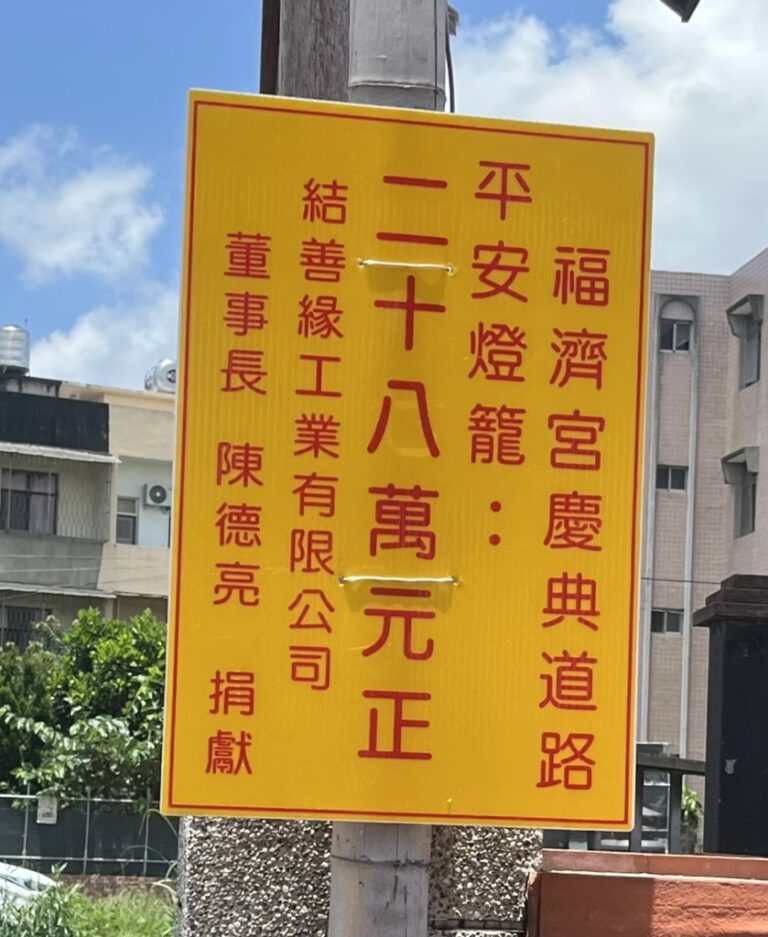 福濟宮慶典道路
平安燈籠：
二十八萬元正
結善緣工業有限公司
董事長 陳德亮 捐獻